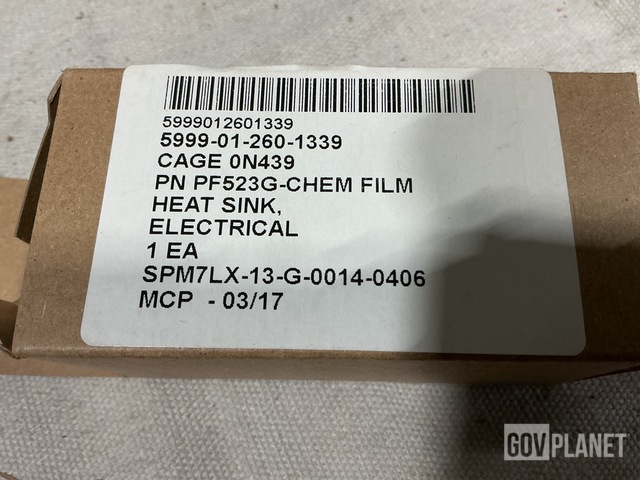 5999012601339
5999-01-260-1339
CAGE 0N439
PN PF523G-CHEM FILM
HEAT SINK,
ELECTRICAL
1 EA
SPM7LX-13-G-0014-0406
MCP - 03/17
GOVPLANET